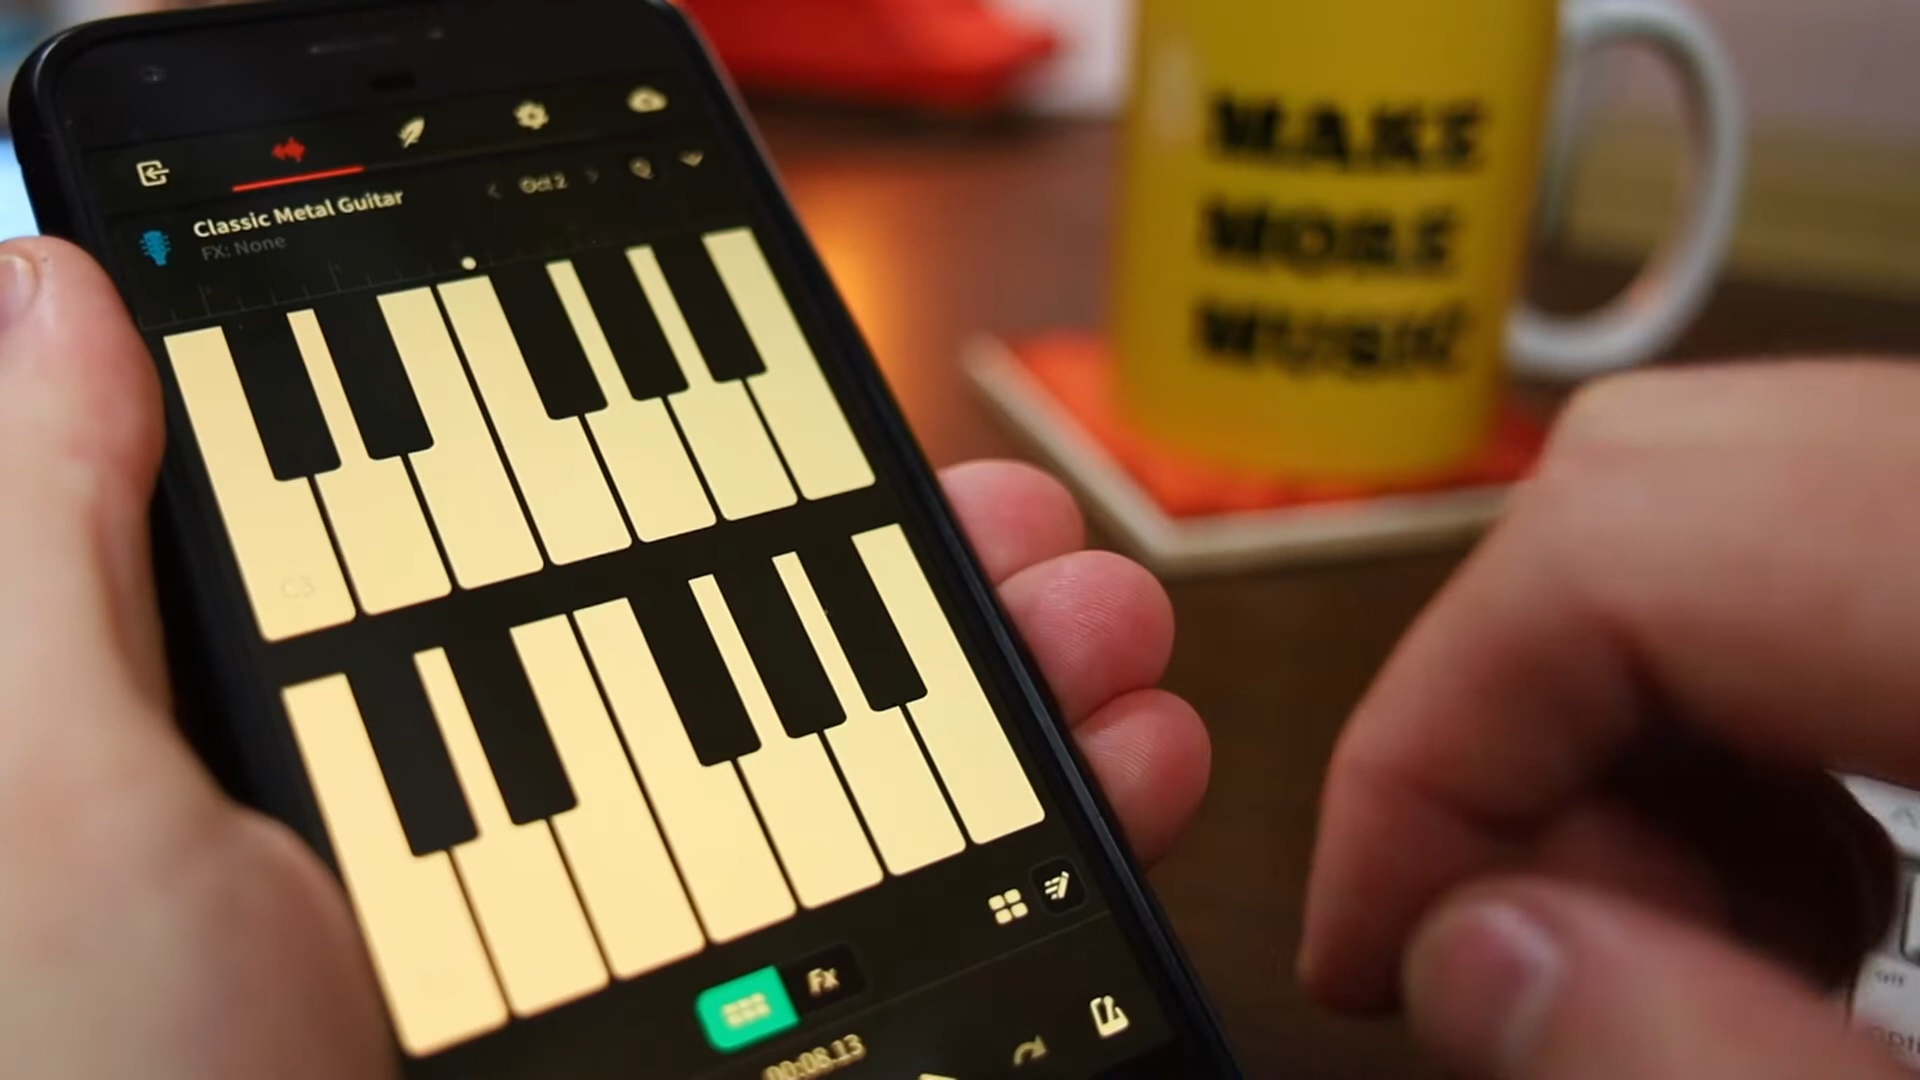 Classic Metal Guitar
< Oct 2 >
FX: None
C3
Fx
00:08.13
MAKE
MORE
MUSIC